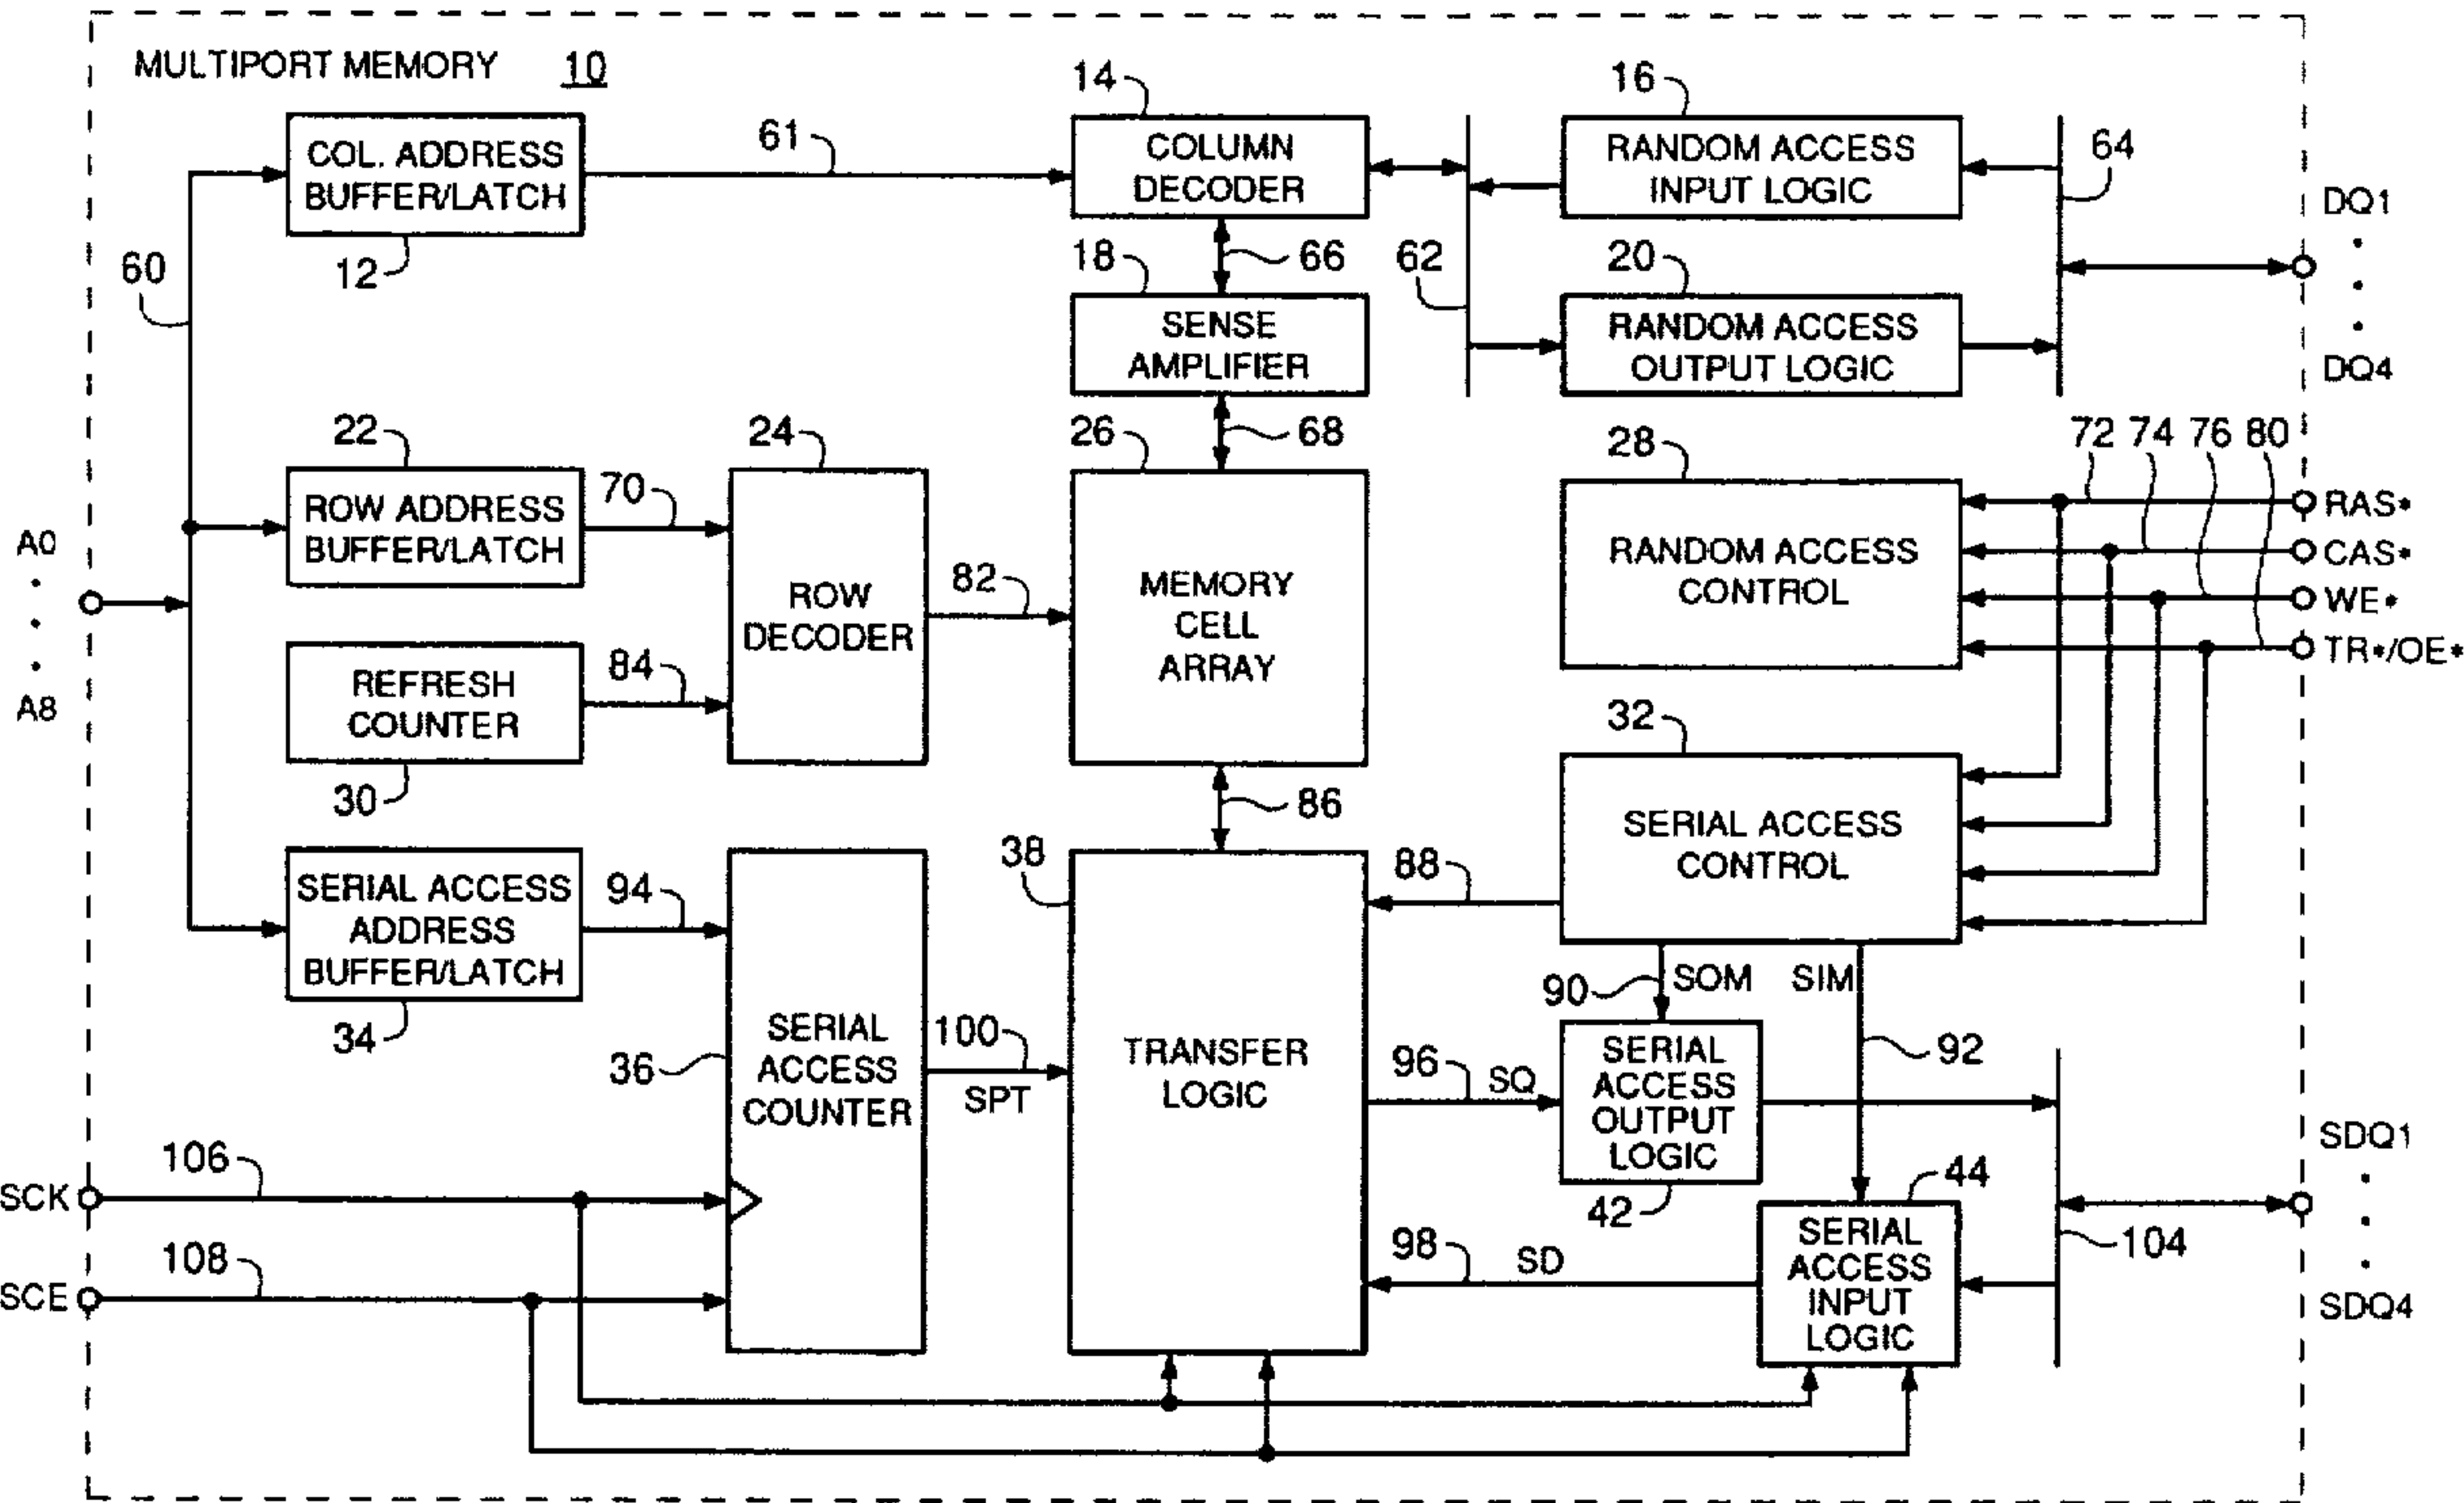 MULTIPORT MEMORY 10
14
16
COL. ADDRESS
BUFFER/LATCH
12
61
COLUMN
DECODER
RANDOM ACCESS
INPUT LOGIC
64
DQ1
DQ4
60
18
66
62
20
SENSE
AMPLIFIER
RANDOM ACCESS
OUTPUT LOGIC
22
24
26
68
28
72 74 76 80
ROW ADDRESS
BUFFER/LATCH
70
ROW
DECODER
82
MEMORY
CELL
ARRAY
RANDOM ACCESS
CONTROL
RAS*
CAS*
WE*
TR*/OE*
A0
A8
REFRESH
COUNTER
84
30
86
32
SERIAL ACCESS
CONTROL
SERIAL ACCESS
ADDRESS
BUFFER/LATCH
34
94
38
88
36
SERIAL
ACCESS
COUNTER
100
SPT
TRANSFER
LOGIC
90
SOM
SIM
92
96
SQ
SERIAL
ACCESS
OUTPUT
LOGIC
42
44
SDQ1
SDQ4
SCK
106
SCE
108
98
SD
SERIAL
ACCESS
INPUT
LOGIC
104